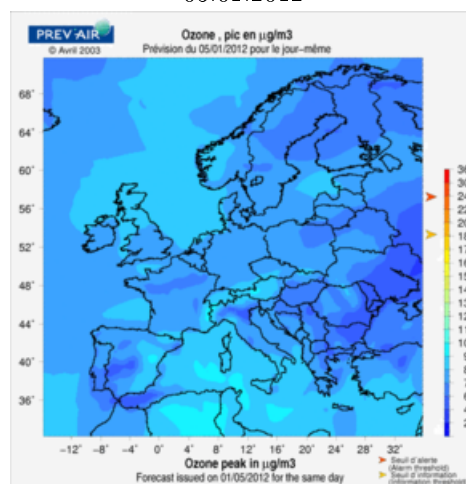 PREV'AIR
© Avril 2003
Ozone , pic en µg/m3
Prévision du 05/01/2012 pour le jour-même
68°
64°
60°
56°
52°
48°
44°
40°
36°
−12° −8° −4° 0° 4° 8° 12° 16° 20° 24° 28° 32°
Ozone peak in µg/m3
Forecast issued on 01/05/2012 for the same day
Seuil d'alerte
(Alarm threshold)
Seuil d'information
(Information threshold)